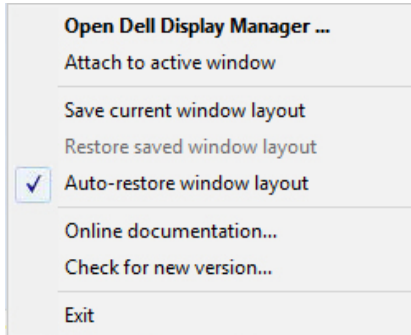 Open Dell Display Manager ...
Attach to active window
Save current window layout
Restore saved window layout
Auto-restore window layout
Online documentation...
Check for new version...
Exit